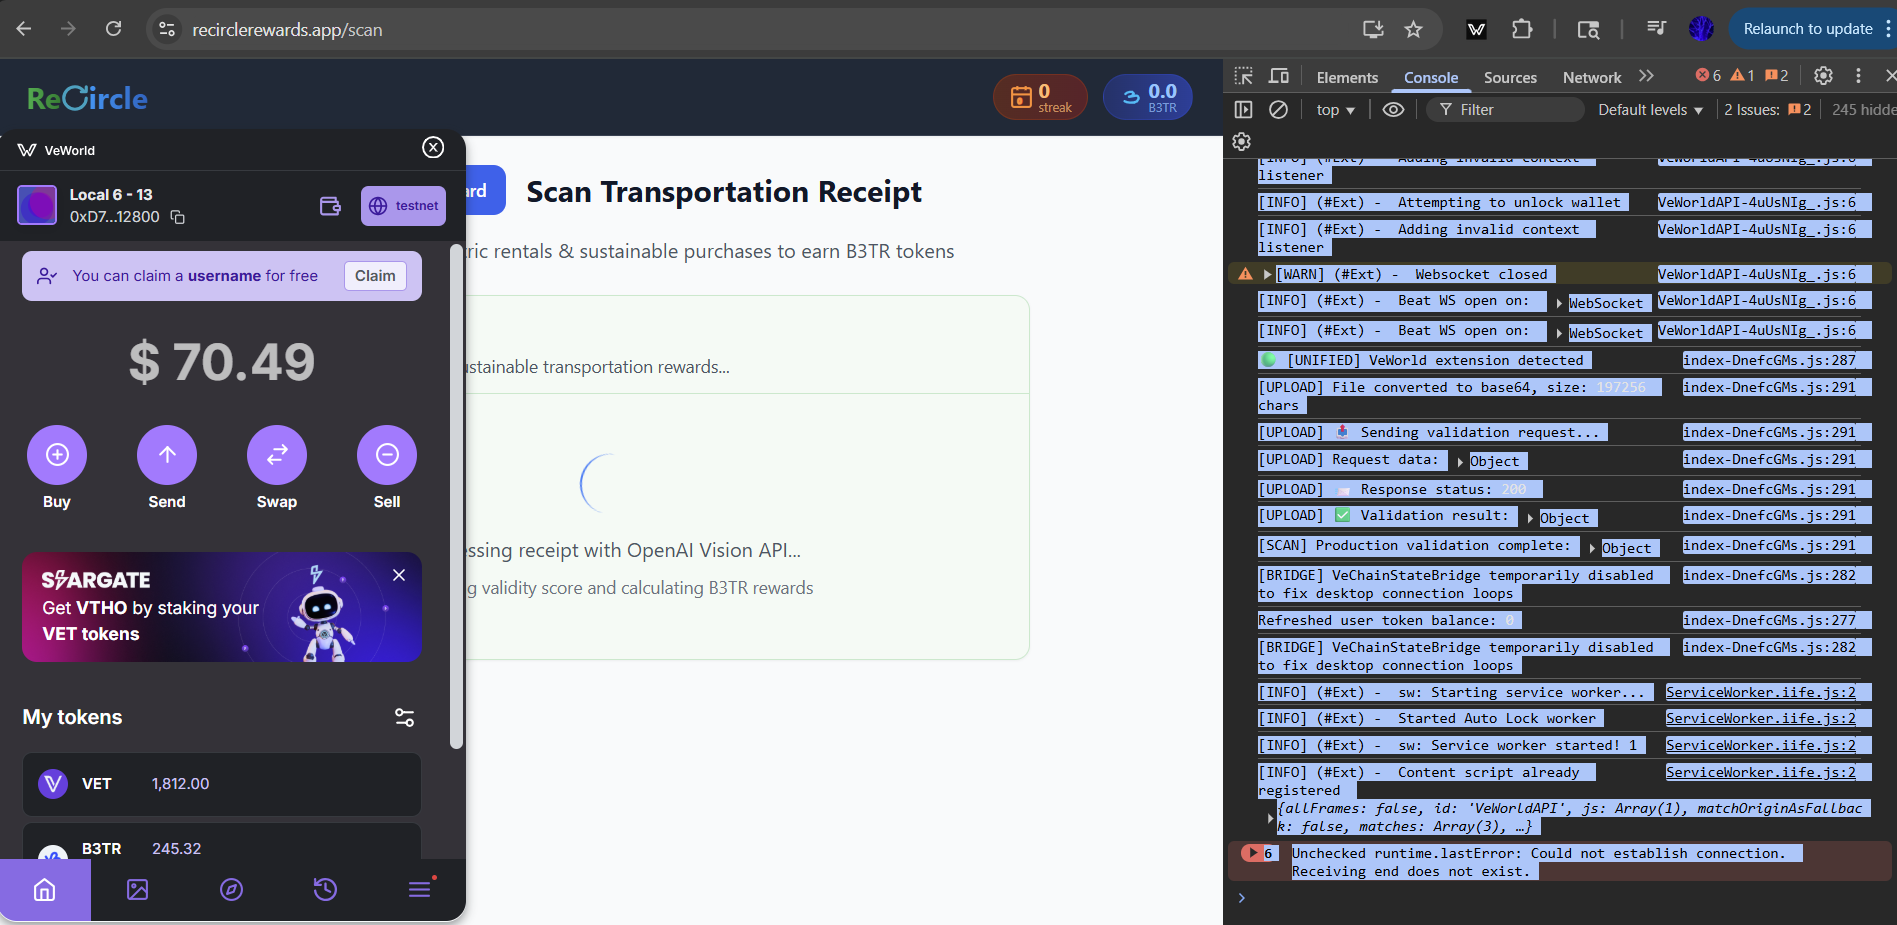 recirclerewards.app/scan
Relaunch to update
ReCircle
0
streak
0.0
B3TR
VeWorld
Local 6 - 13
0xD7...12800
testnet
You can claim a username for free
Claim
$ 70.49
Buy
Send
Swap
Sell
STARGATE
Get VTHO by staking your
VET tokens
My tokens
VET
1,812.00
B3TR
245.32
ard
Scan Transportation Receipt
tric rentals & sustainable purchases to earn B3TR tokens
ustainable transportation rewards...
ssing receipt with OpenAI Vision API...
g validity score and calculating B3TR rewards
Elements
Console
Sources
Network
6
1
2
top
Filter
Default levels
2 Issues:
2
245 hidde
[INFO] (#Ext) - Adding invalid context VeWorldAPI-4uUsNIg_.js:6
listener
[INFO] (#Ext) - Attempting to unlock wallet VeWorldAPI-4uUsNIg_.js:6
[INFO] (#Ext) - Adding invalid context VeWorldAPI-4uUsNIg_.js:6
listener
[WARN] (#Ext) - Websocket closed VeWorldAPI-4uUsNIg_.js:6
[INFO] (#Ext) - Beat WS open on: WebSocket VeWorldAPI-4uUsNIg_.js:6
[INFO] (#Ext) - Beat WS open on: WebSocket VeWorldAPI-4uUsNIg_.js:6
[UNIFIED] VeWorld extension detected index-DnefcGMs.js:287
[UPLOAD] File converted to base64, size: 197256 index-DnefcGMs.js:291
chars
[UPLOAD] 📤 Sending validation request... index-DnefcGMs.js:291
[UPLOAD] Request data: Object index-DnefcGMs.js:291
[UPLOAD] 📨 Response status: 200 index-DnefcGMs.js:291
[UPLOAD] ✅ Validation result: Object index-DnefcGMs.js:291
[SCAN] Production validation complete: Object index-DnefcGMs.js:291
[BRIDGE] VeChainStateBridge temporarily disabled index-DnefcGMs.js:282
to fix desktop connection loops
Refreshed user token balance: 0 index-DnefcGMs.js:277
[BRIDGE] VeChainStateBridge temporarily disabled index-DnefcGMs.js:282
to fix desktop connection loops
[INFO] (#Ext) - sw: Starting service worker... ServiceWorker.iife.js:2
[INFO] (#Ext) - Started Auto Lock worker ServiceWorker.iife.js:2
[INFO] (#Ext) - sw: Service worker started! 1 ServiceWorker.iife.js:2
[INFO] (#Ext) - Content script already ServiceWorker.iife.js:2
registered
{allFrames: false, id: 'VeWorldAPI', js: Array(1), matchOriginAsFallbac
k: false, matches: Array(3), …}
6 Unchecked runtime.lastError: Could not establish connection.
Receiving end does not exist.